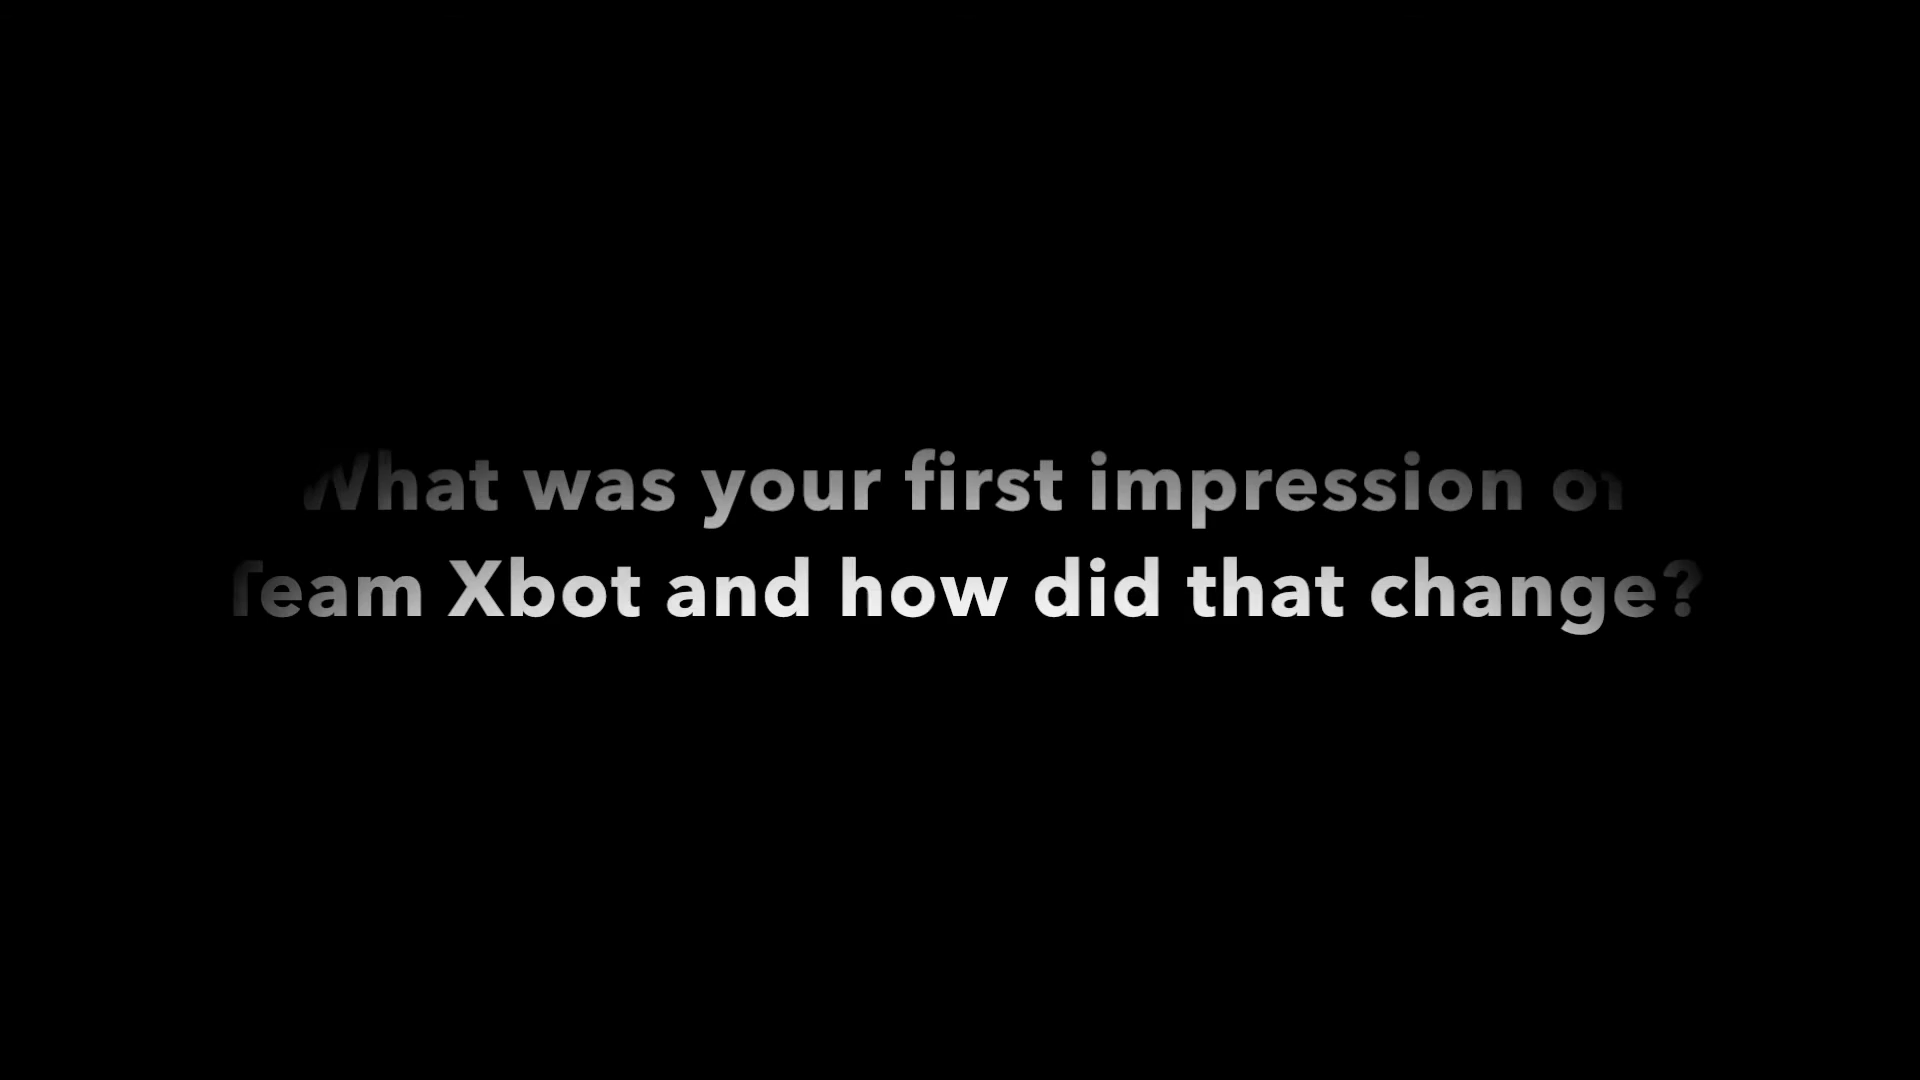 What was your first impression of
Team Xbot and how did that change?